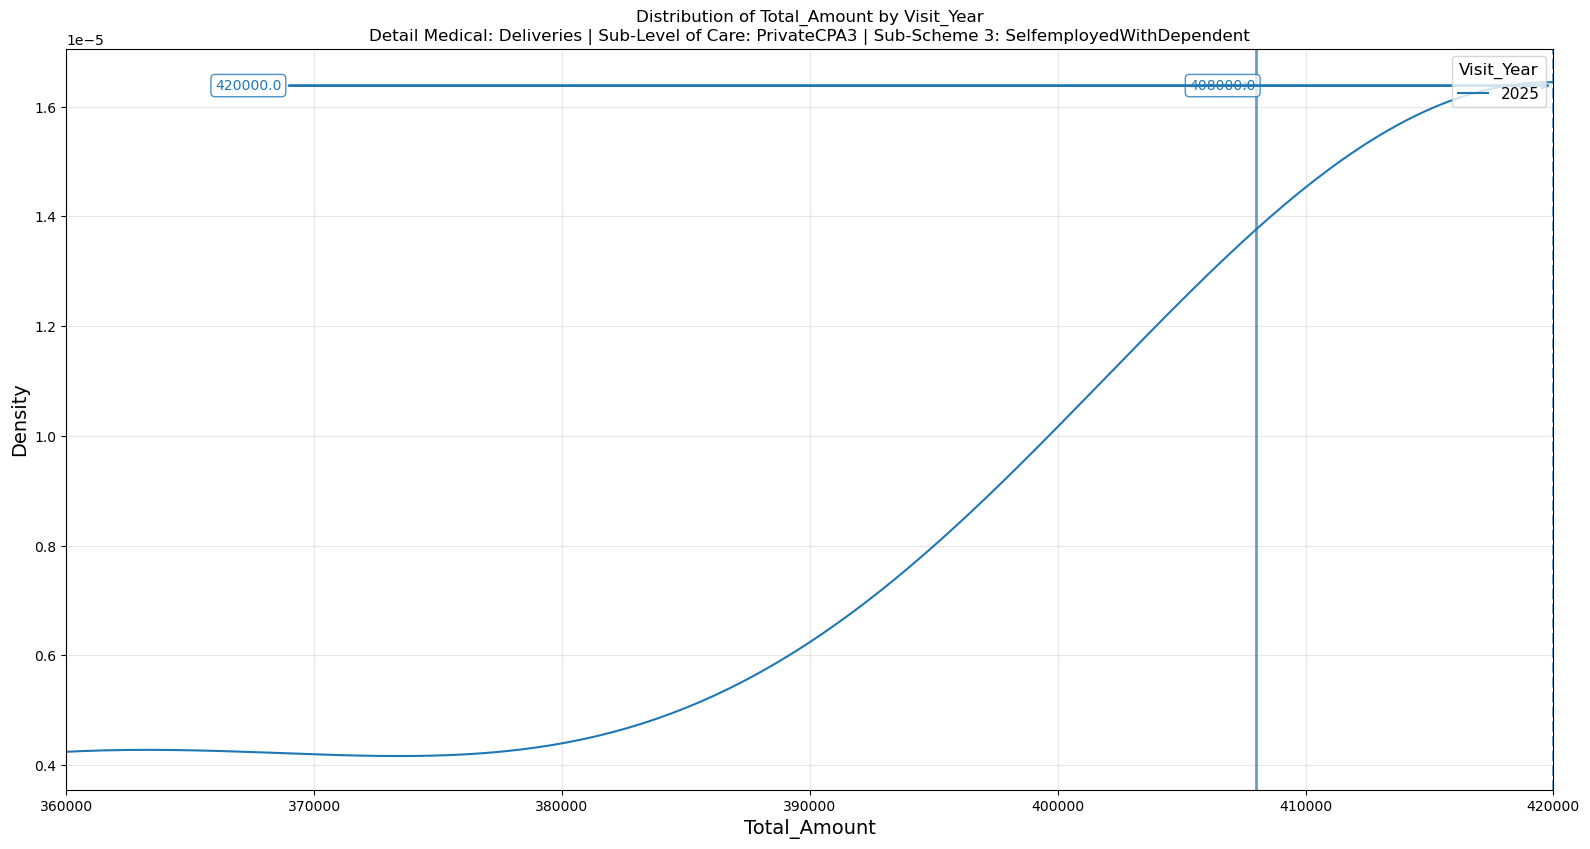 Distribution of Total_Amount by Visit_Year
Detail Medical: Deliveries | Sub-Level of Care: PrivateCPA3 | Sub-Scheme 3: SelfemployedWithDependent
1e−5
420000.0
408000.0
Visit_Year
2025
1.6
1.4
1.2
1.0
0.8
0.6
0.4
Density
360000
370000
380000
390000
400000
410000
420000
Total_Amount